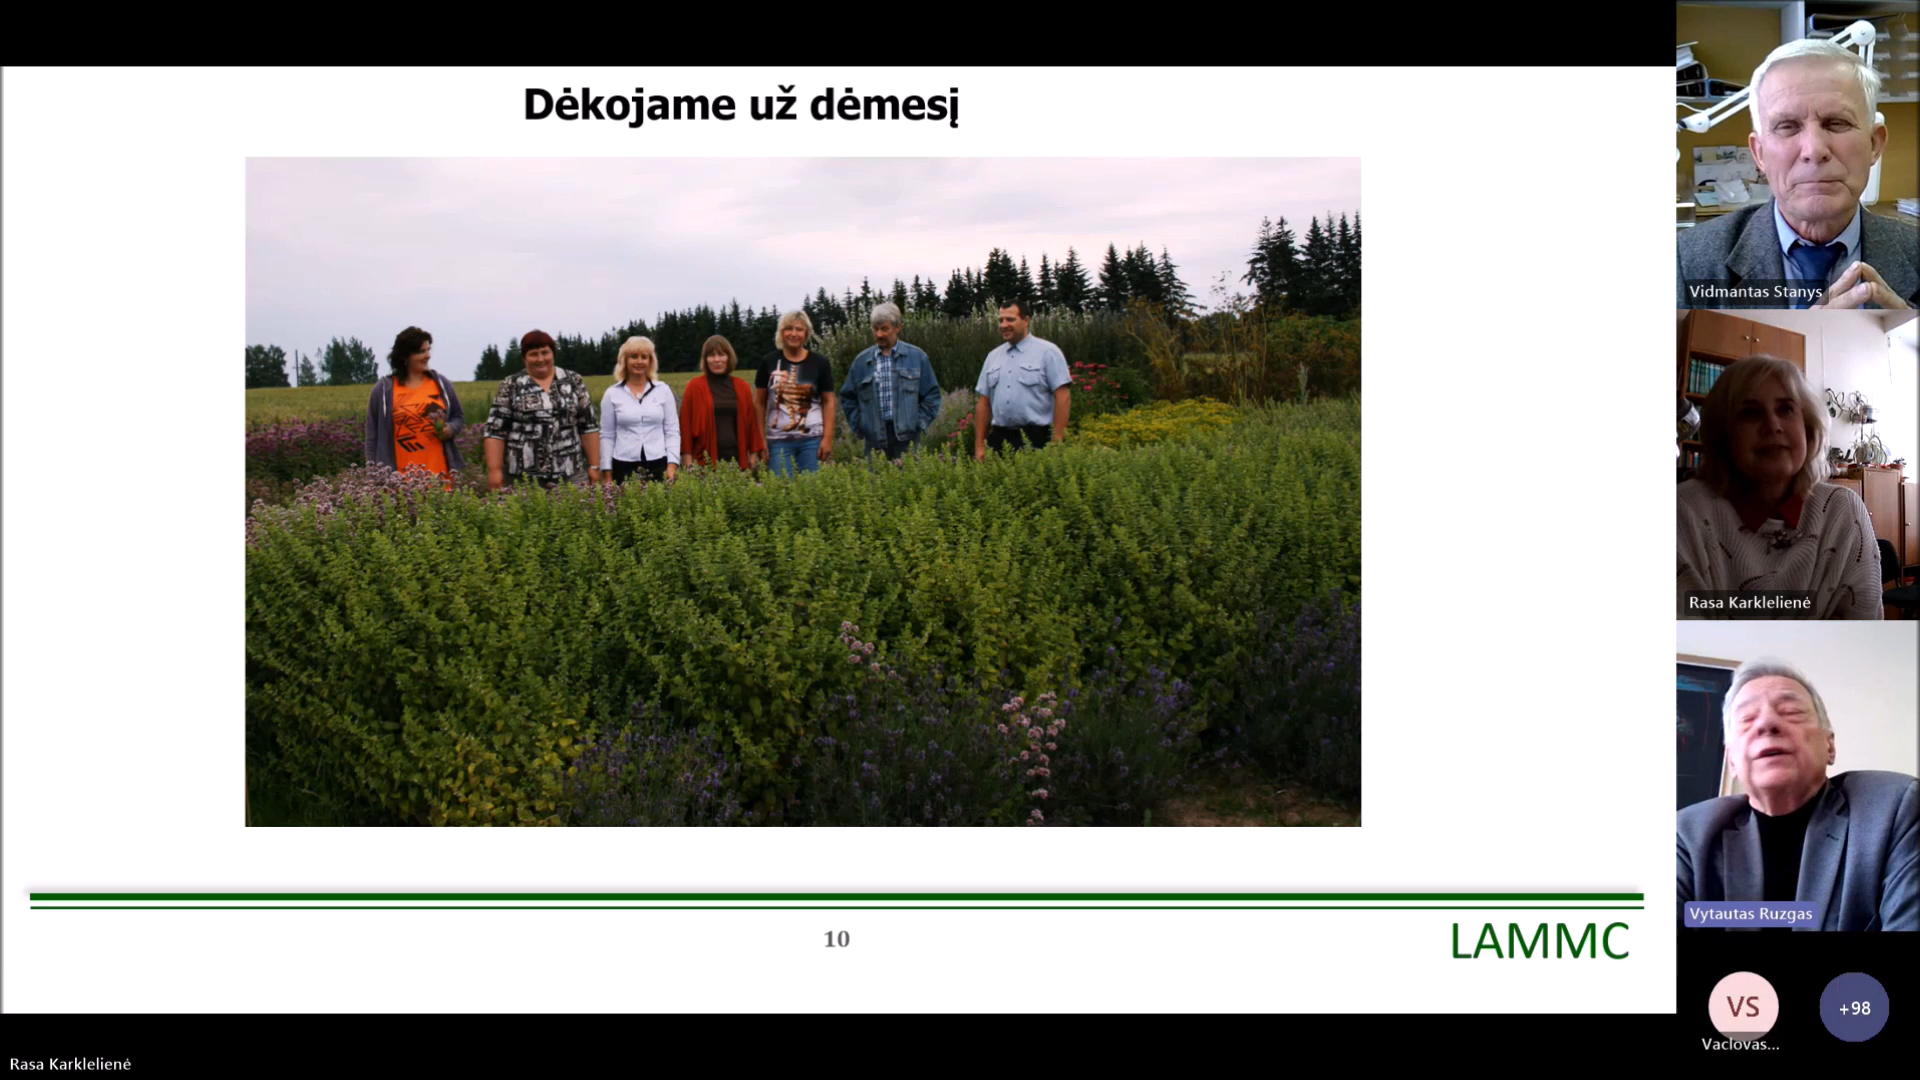 Dėkojame už dėmesį
10
LAMMC
Vidmantas Stanys
Rasa Karklelienė
Vytautas Ruzgas
VS
Vaclovas...
+98
Rasa Karklelienė